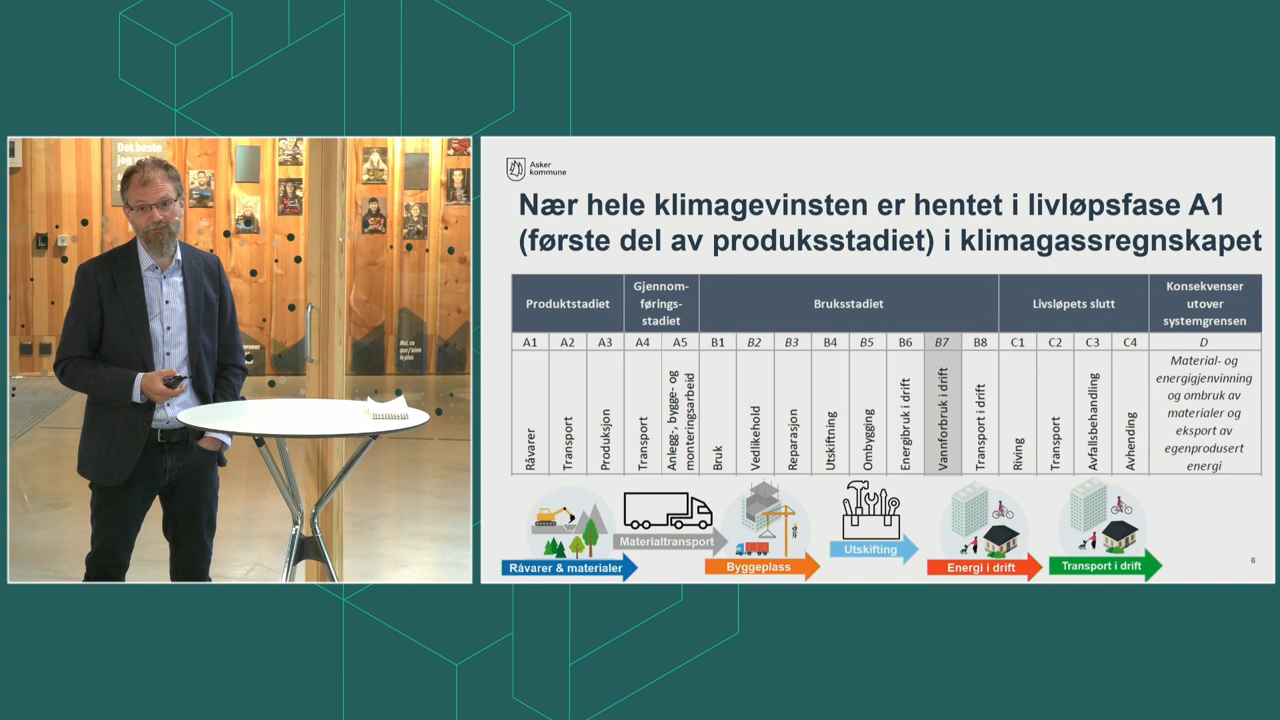 Det beste
Asker
kommune
Nær hele klimagevinsten er hentet i livløpsfase A1
(første del av produksstadiet) i klimagassregnskapet
Produktstadiet
Gjennom-
førings-
stadiet
Bruksstadiet
Livsløpets slutt
Konsekvenser
utover
systemgrensen
A1 A2 A3 A4 A5 B1 B2 B3 B4 B5 B6 B7 B8 C1 C2 C3 C4 D
Råvarer
Transport
Produksjon
Transport
Anlegg-, bygge- og
monteringsarbeid
Bruk
Vedlikehold
Reparasjon
Utskiftning
Ombygging
Energibruk i drift
Vannforbruk i drift
Transport i drift
Riving
Transport
Avfallsbehandling
Avhending
Material- og
energigjenvinning
og ombruk av
materialer og
eksport av
egenprodusert
energi
Råvarer & materialer
Materialtransport
Byggeplass
Utskifting
Energi i drift
Transport i drift
6